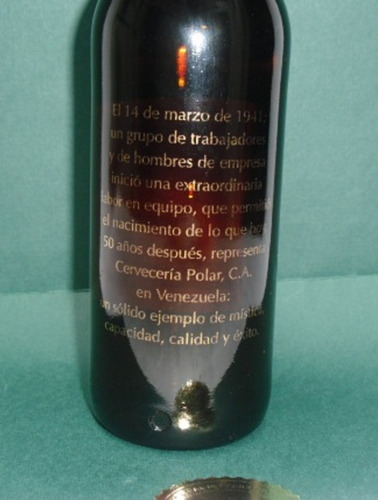 El 14 de marzo de 1941:
un grupo de trabajadores
y de hombres de empresa
inició una extraordinaria
labor en equipo, que permitió
el nacimiento de lo que hoy,
50 años después, representa
Cervecería Polar, C.A.
en Venezuela:
un sólido ejemplo de mística,
capacidad, calidad y éxito.